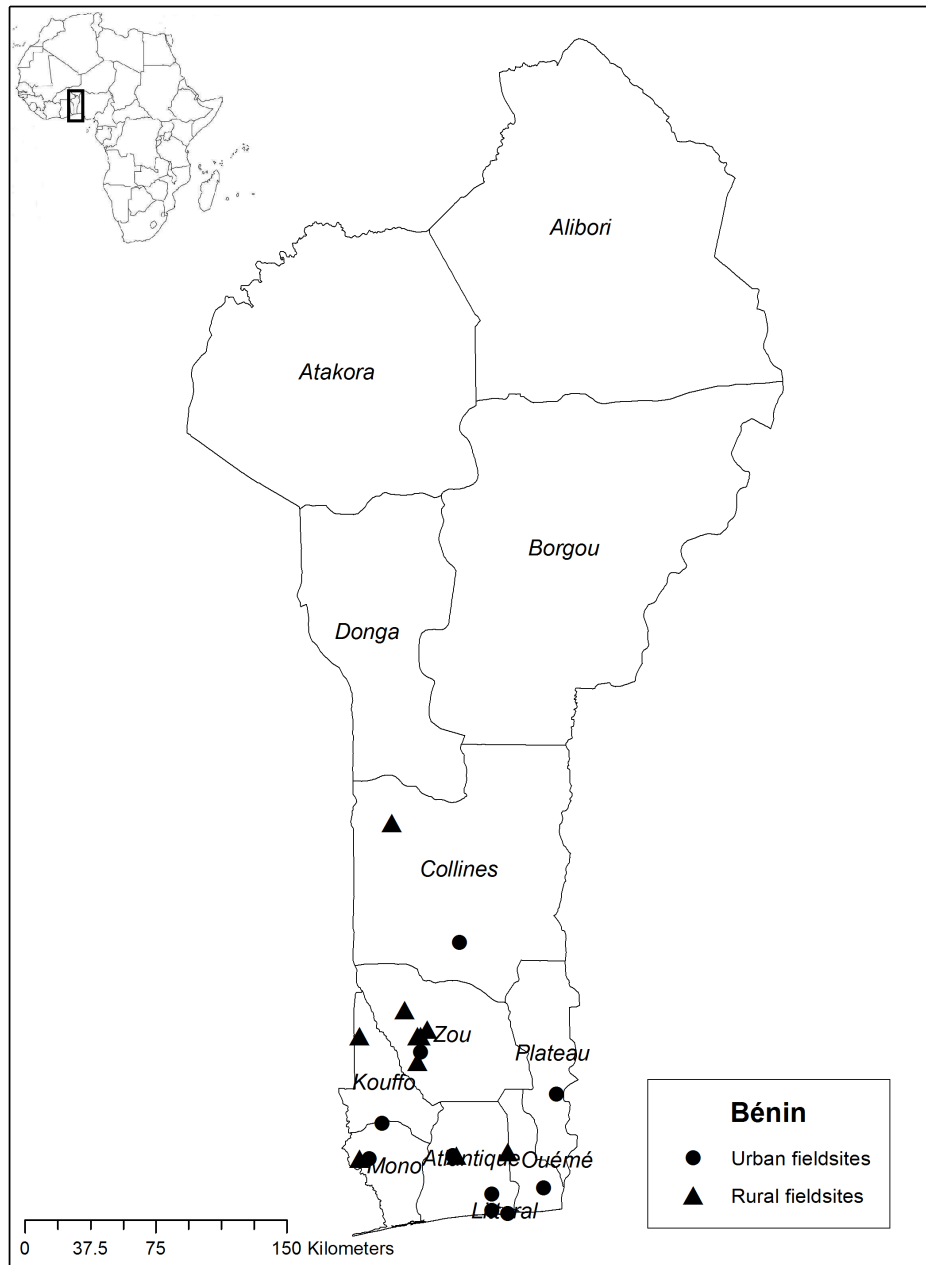 Alibori
Atakora
Borgou
Donga
Collines
Zou
Plateau
Kouffo
Bénin
Urban fieldsites
Rural fieldsites
Mono
Atlantique
Ouémé
Littoral
0 37.5 75 150 Kilometers